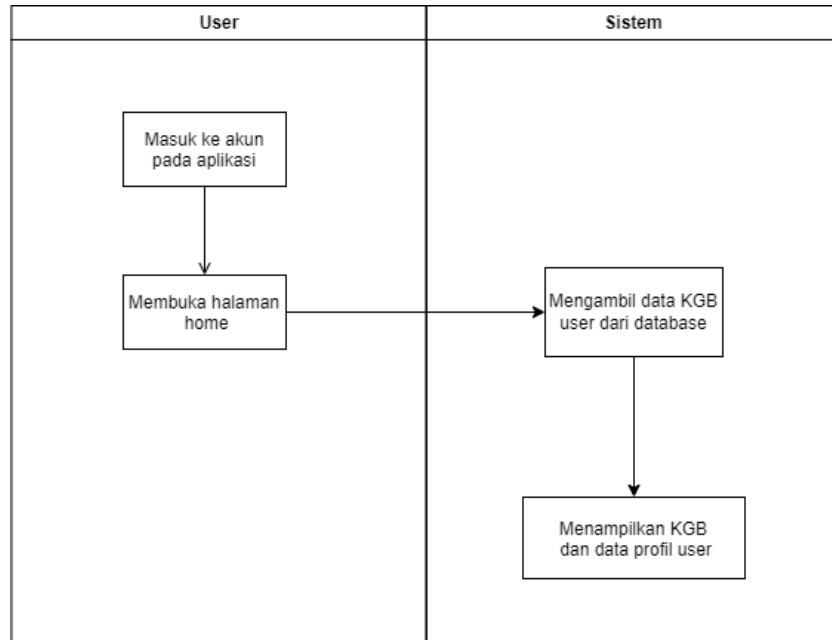 User
Sistem
Masuk ke akun
pada aplikasi
Membuka halaman
home
Mengambil data KGB
user dari database
Menampilkan KGB
dan data profil user